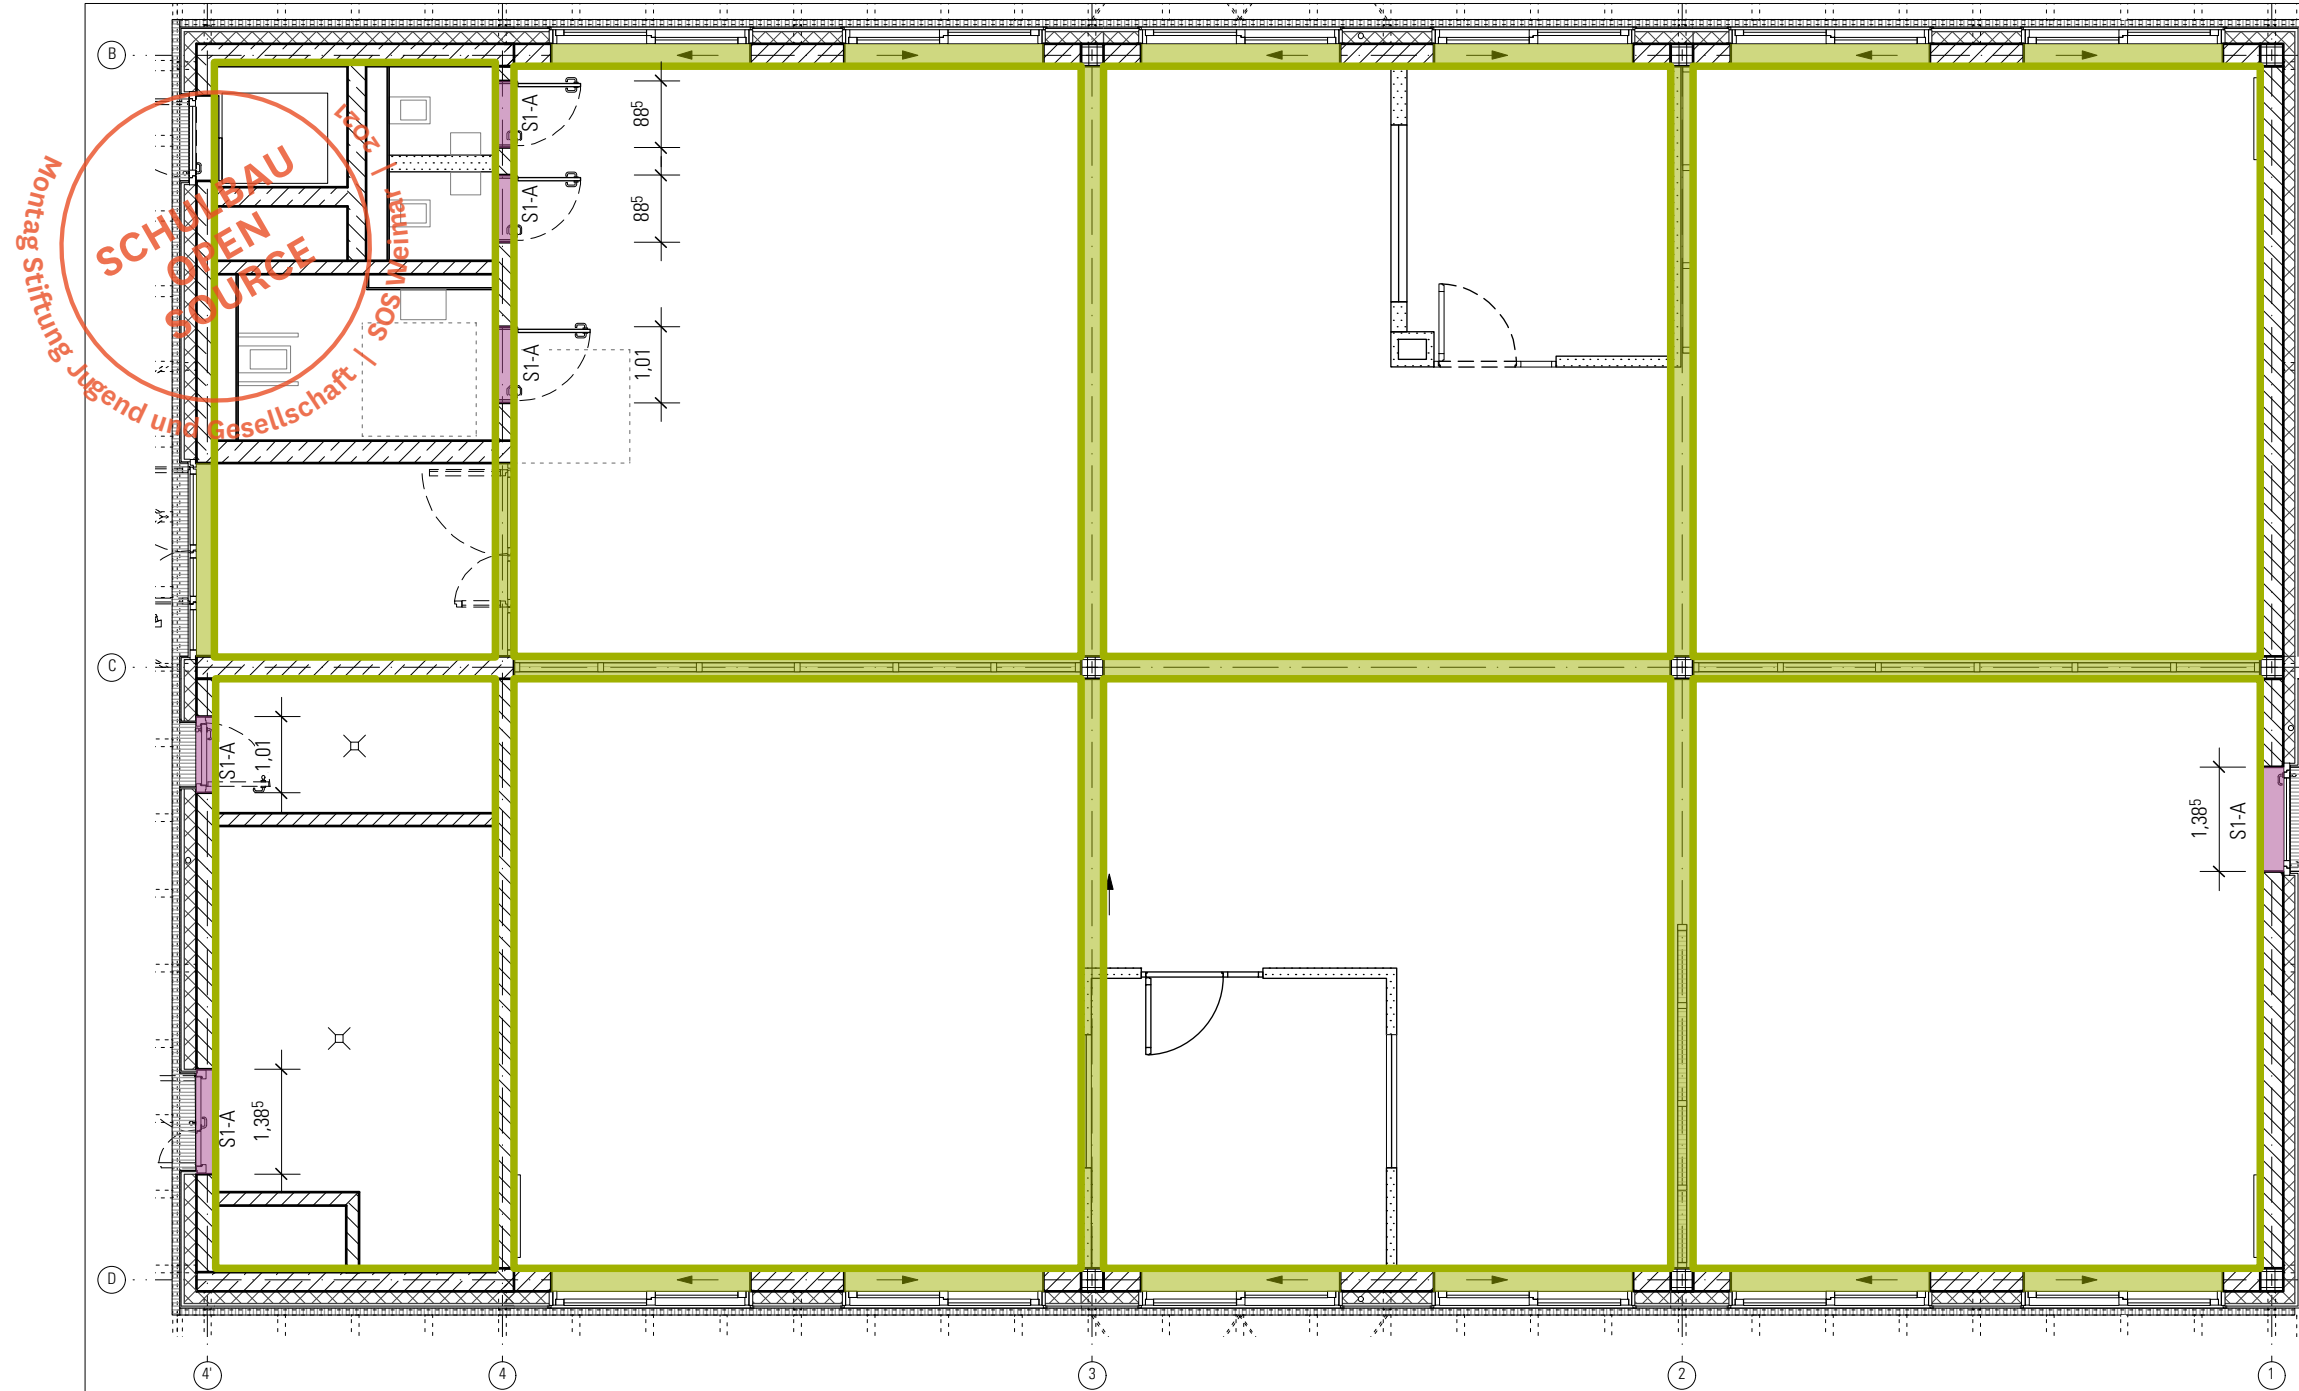 B
C
D
4'
4
3
2
1
SCHULBAU
OPEN
SOURCE
Montag Stiftung Jugend und Gesellschaft | SOS Weimar | 2021
S1-A
88⁵
S1-A
88⁵
S1-A
1,01
S1-A
1,01
S1-A
1,38⁵
1,38⁵
S1-A